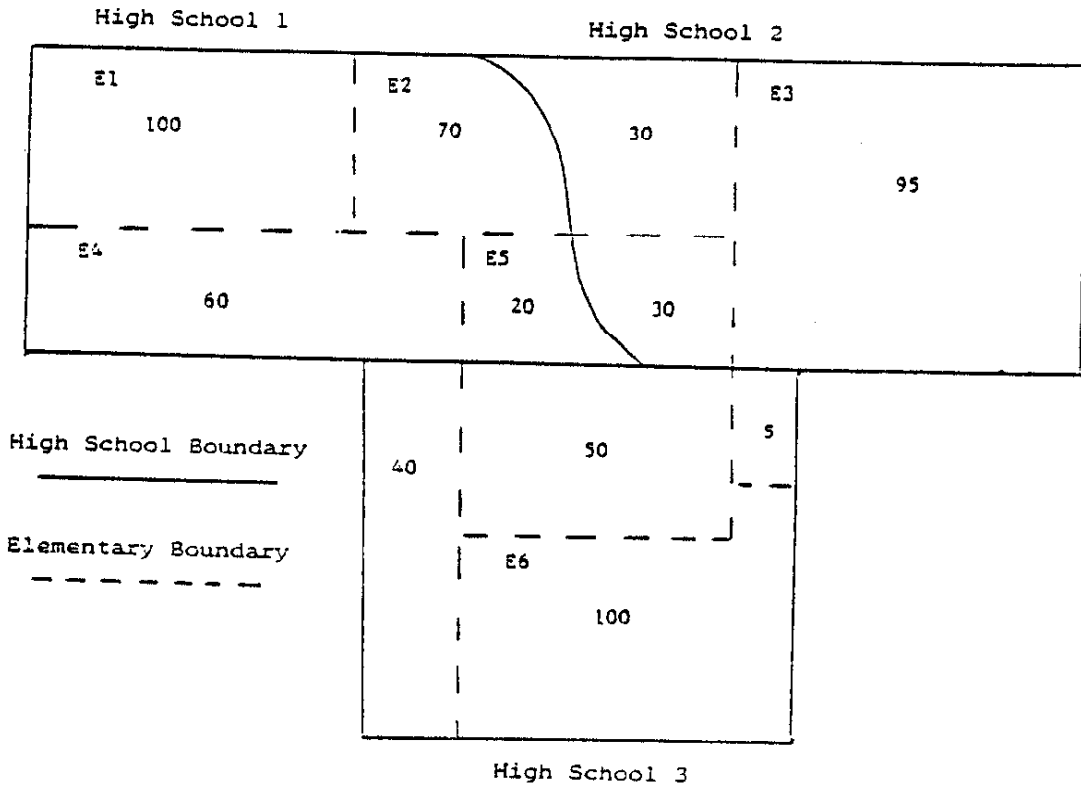 High School 1
High School 2
E1
E2
E3
100
70
30
95
E4
E5
60
20
30
High School Boundary
40
50
5
Elementary Boundary
E6
100
High School 3